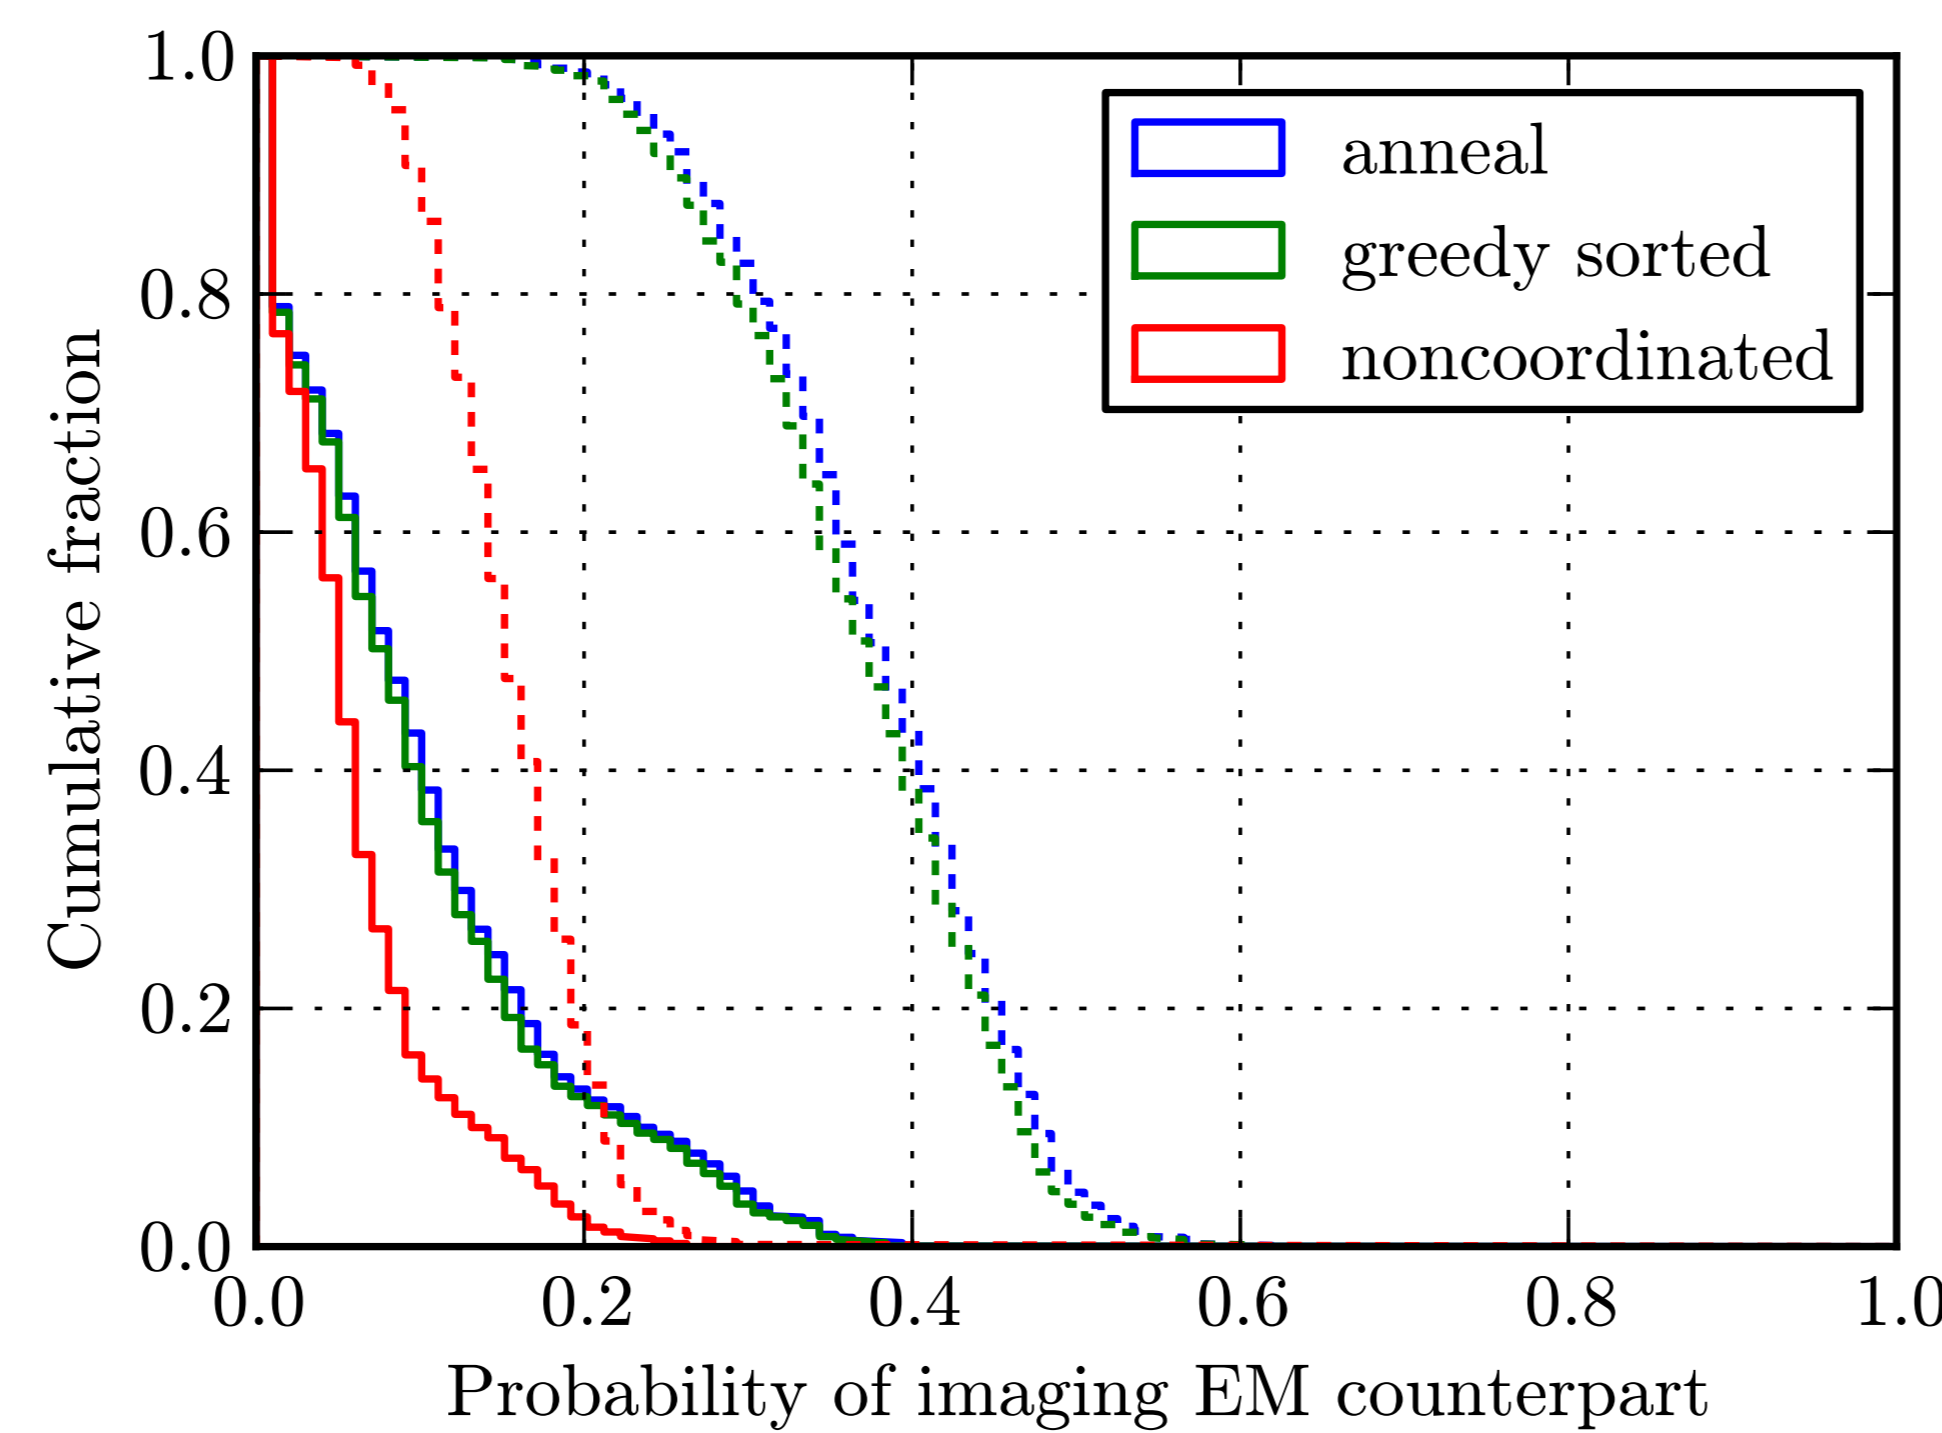 1.0
0.8
0.6
0.4
0.2
0.0
Cumulative fraction
anneal
greedy sorted
noncoordinated
0.0 0.2 0.4 0.6 0.8 1.0
Probability of imaging EM counterpart